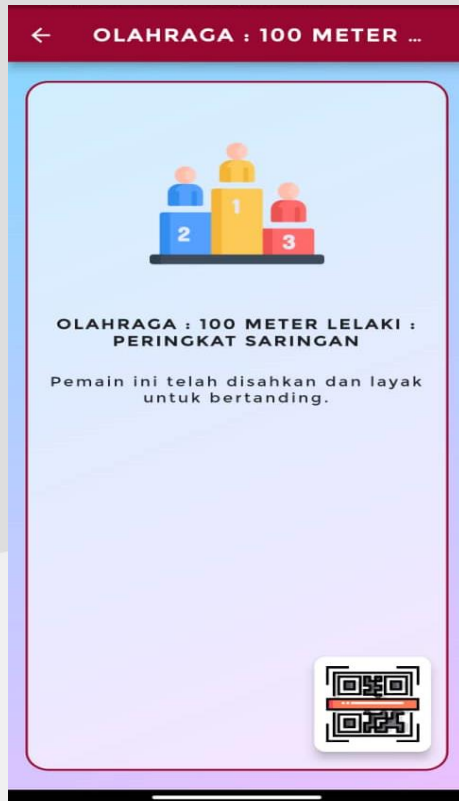 OLAHRAGA : 100 METER ...
1
2
3
OLAHRAGA : 100 METER LELAKI :
PERINGKAT SARINGAN
Pemain ini telah disahkan dan layak
untuk bertanding.